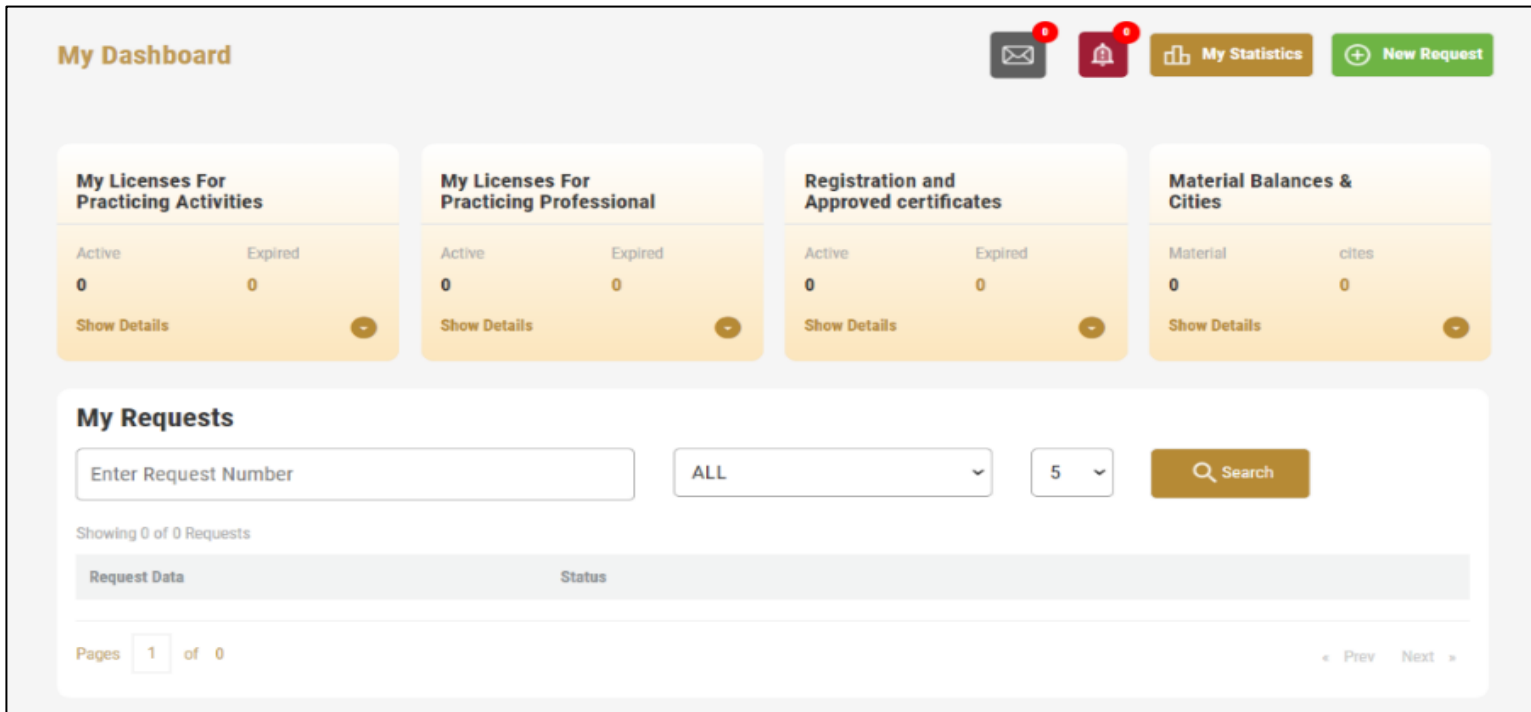 My Dashboard
0
0
My Statistics
New Request
My Licenses For
Practicing Activities
Active Expired
0 0
Show Details
My Licenses For
Practicing Professional
Active Expired
0 0
Show Details
Registration and
Approved certificates
Active Expired
0 0
Show Details
Material Balances &
Cities
Material cites
0 0
Show Details
My Requests
Enter Request Number
ALL
5
Search
Showing 0 of 0 Requests
Request Data Status
Pages 1 of 0
« Prev Next »